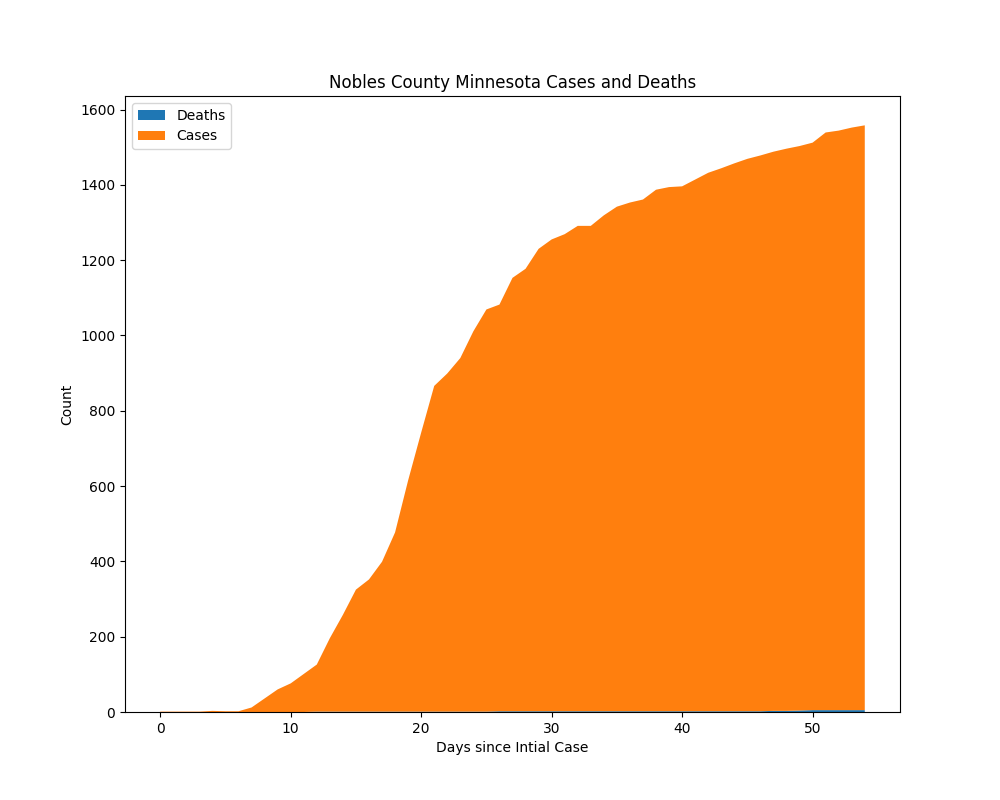 Nobles County Minnesota Cases and Deaths
Deaths
Cases
1600
1400
1200
1000
800
600
400
200
0
Count
0 10 20 30 40 50
Days since Intial Case